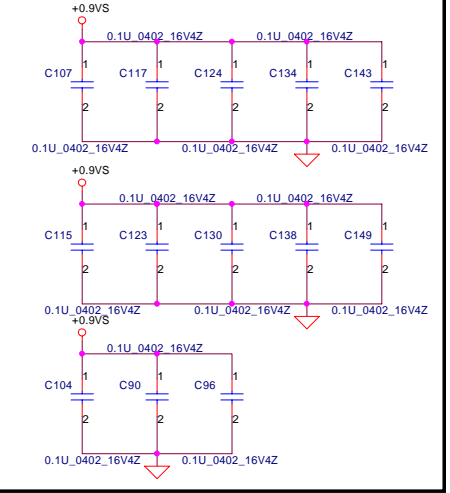 +0.9VS
0.1U_0402_16V4Z 0.1U_0402_16V4Z
1 1 1 1 1
C107 C117 C124 C134 C143
2 2 2 2 2
0.1U_0402_16V4Z 0.1U_0402_16V4Z 0.1U_0402_16V4Z
+0.9VS
0.1U_0402_16V4Z 0.1U_0402_16V4Z
1 1 1 1 1
C115 C123 C130 C138 C149
2 2 2 2 2
0.1U_0402_16V4Z 0.1U_0402_16V4Z 0.1U_0402_16V4Z
+0.9VS
0.1U_0402_16V4Z
1 1 1
C104 C90 C96
2 2 2
0.1U_0402_16V4Z 0.1U_0402_16V4Z